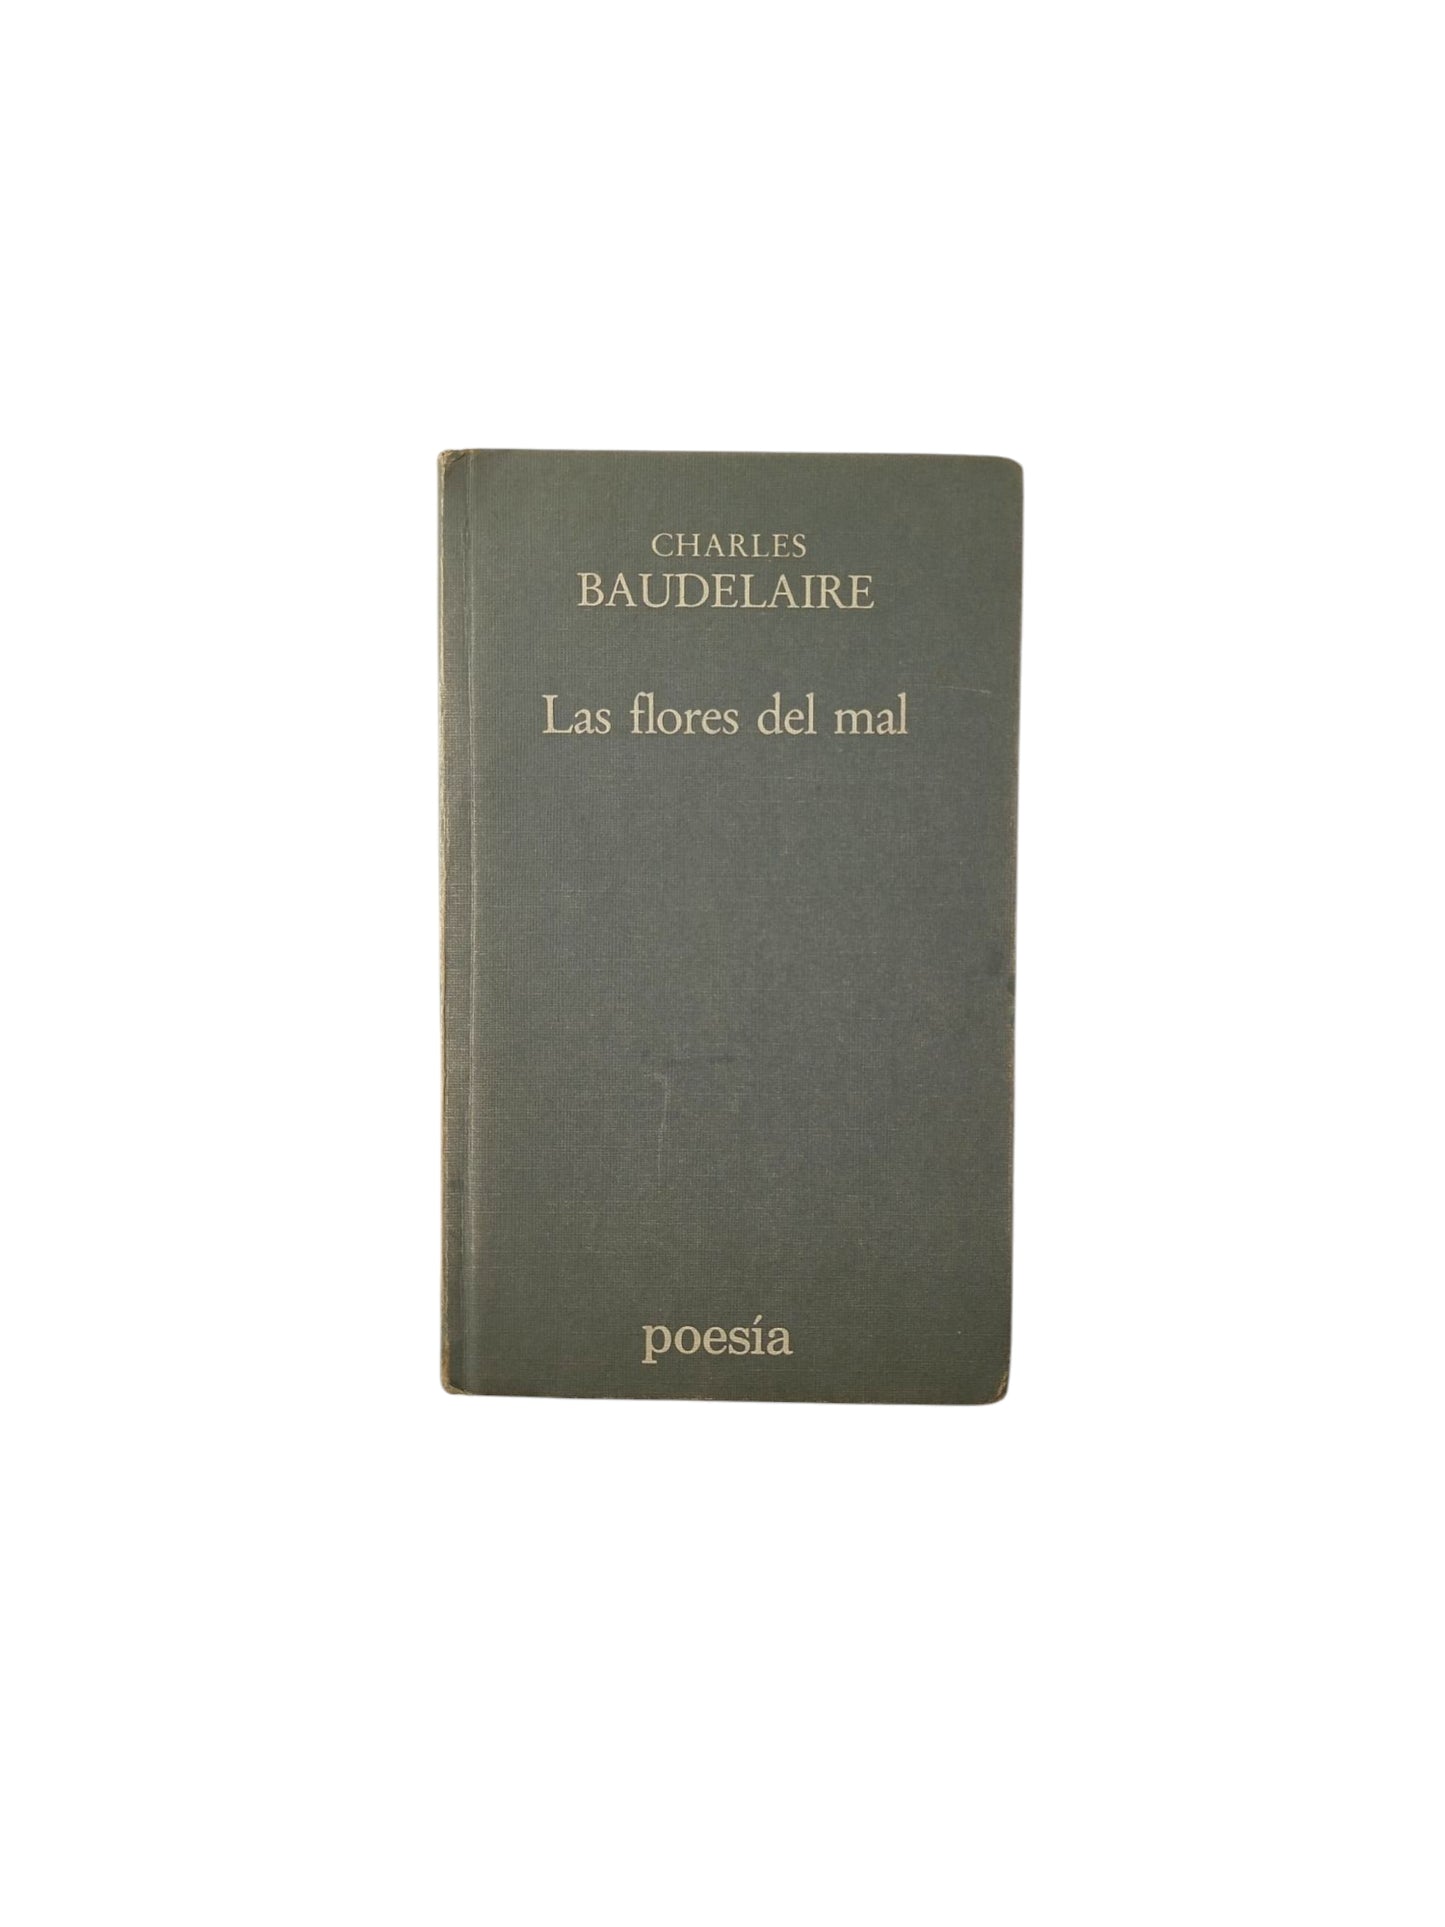 CHARLES
BAUDELAIRE
Las flores del mal
poesía